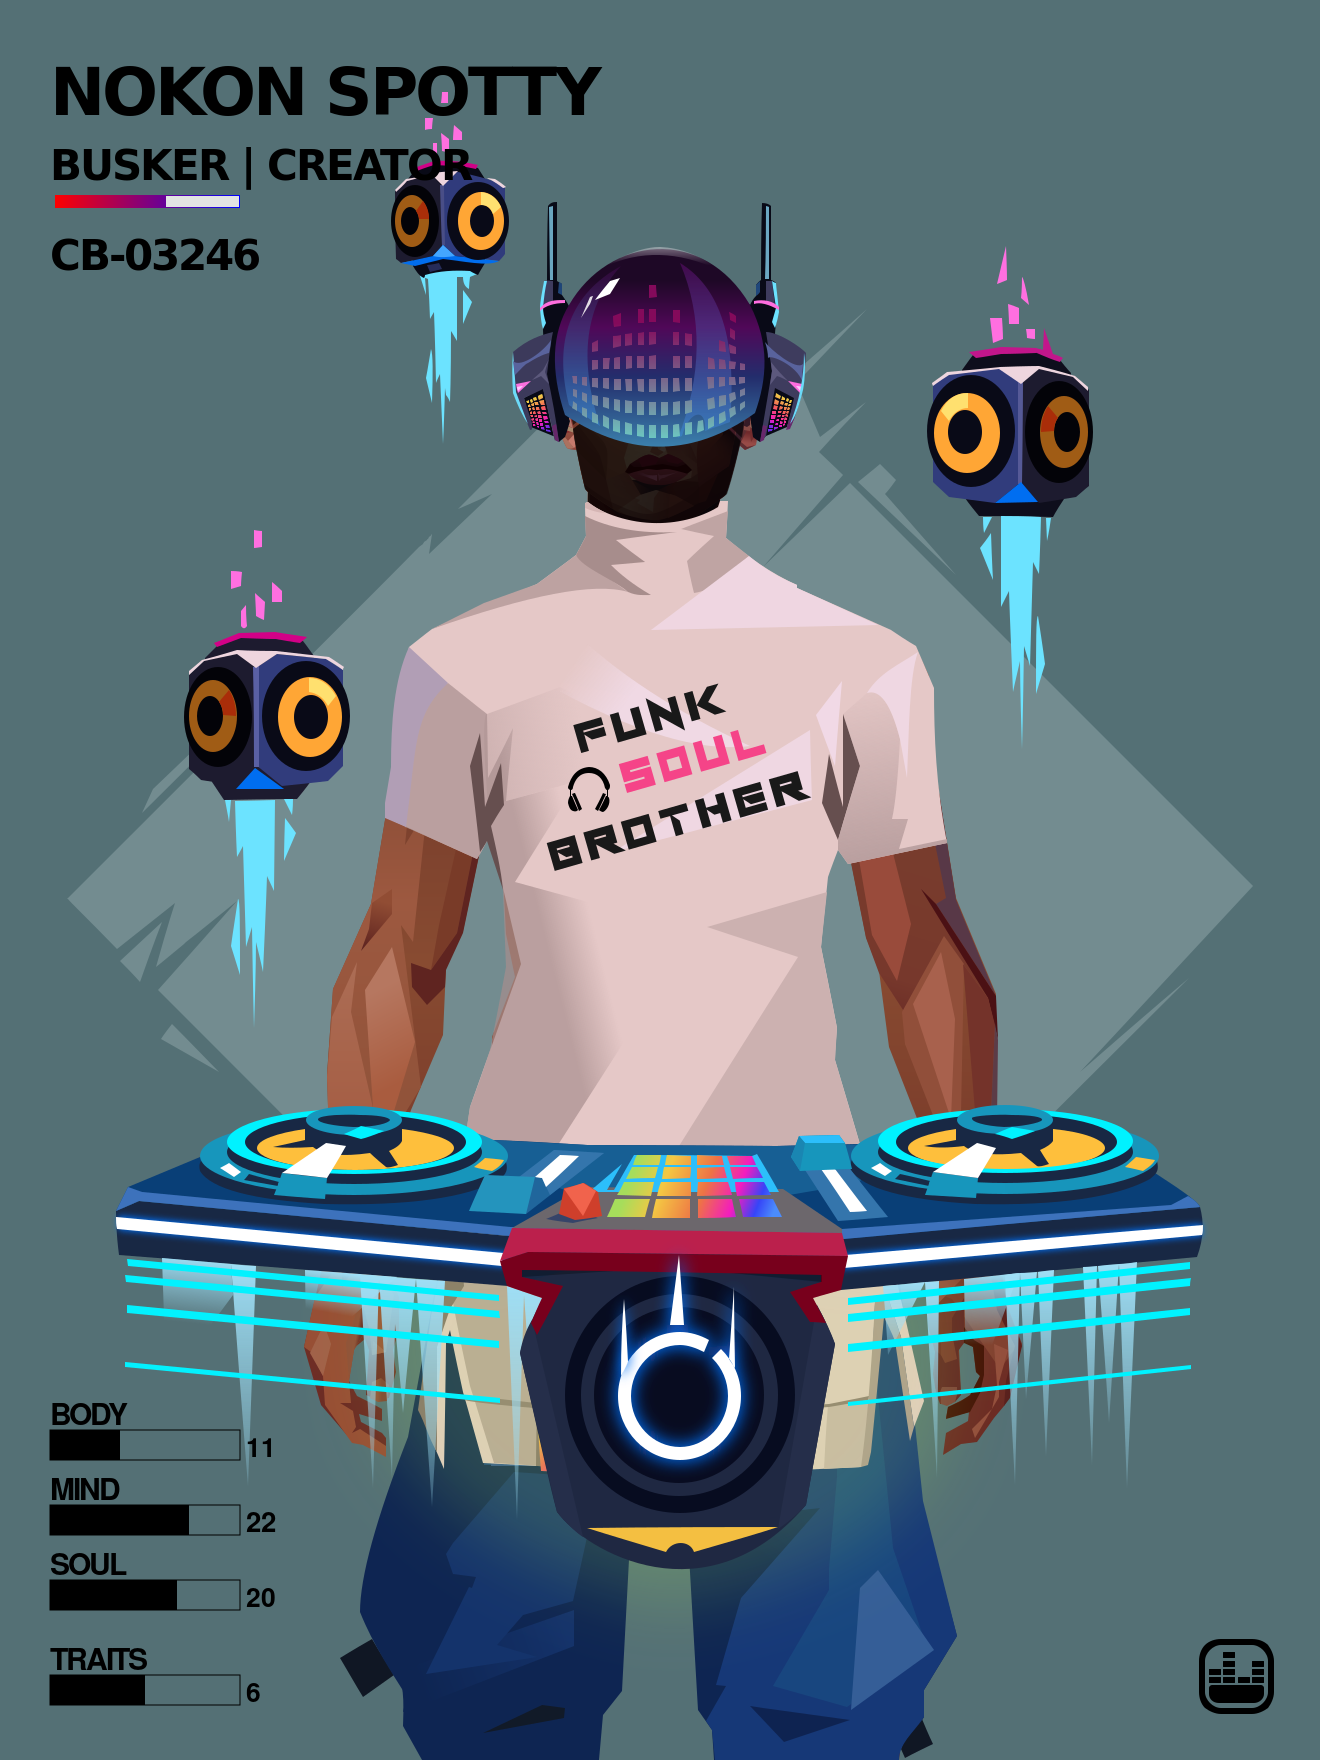 NOKON SPOTTY
BUSKER | CREATOR
CB-03246
FUNK
SOUL
BROTHER
BODY
11
MIND
22
SOUL
20
TRAITS
6